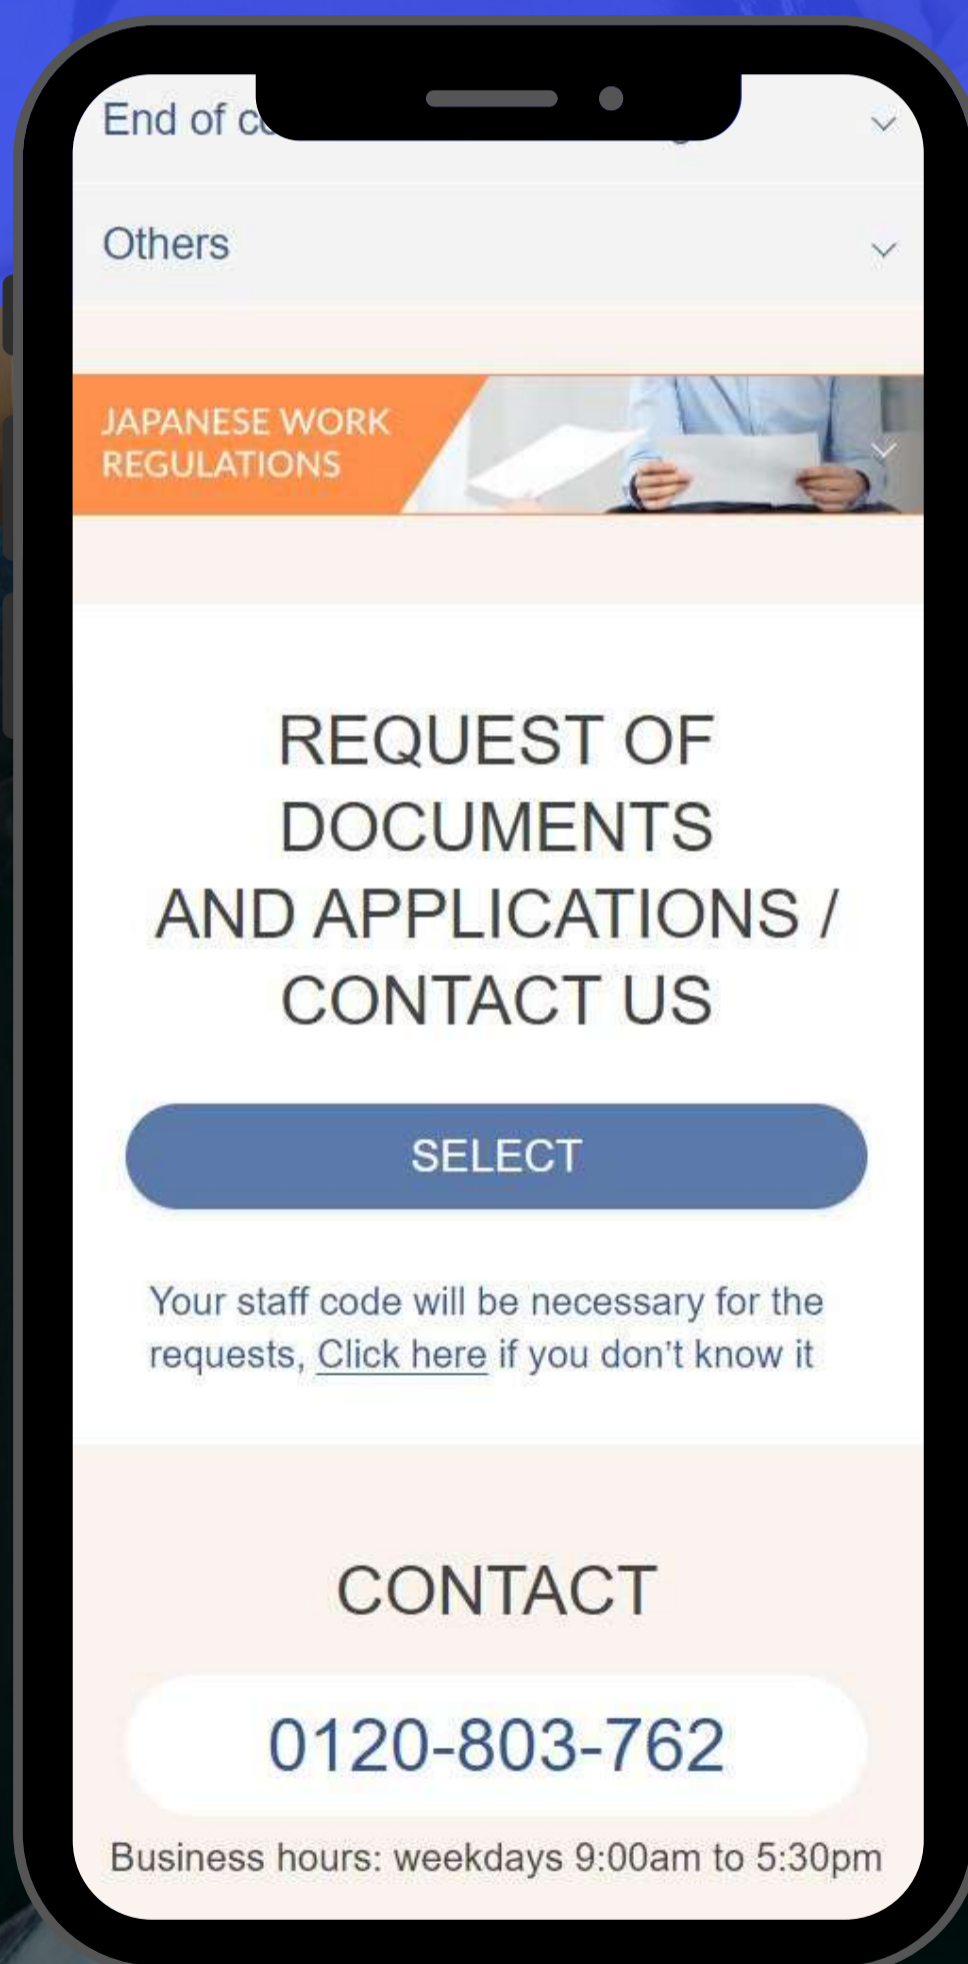 End of
Others
JAPANESE WORK
REGULATIONS
REQUEST OF
DOCUMENTS
AND APPLICATIONS /
CONTACT US
SELECT
Your staff code will be necessary for the
requests, Click here if you don't know it
CONTACT
0120-803-762
Business hours: weekdays 9:00am to 5:30pm